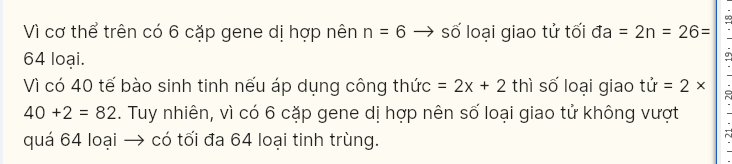 Vì cơ thể trên có 6 cặp gene dị hợp nên n = 6 –> số loại giao tử tối đa = 2n = 26=
64 loại.
Vì có 40 tế bào sinh tinh nếu áp dụng công thức = 2x + 2 thì số loại giao tử = 2 ×
40 +2 = 82. Tuy nhiên, vì có 6 cặp gene dị hợp nên số loại giao tử không vượt
quá 64 loại –> có tối đa 64 loại tinh trùng.
18
19
20
21